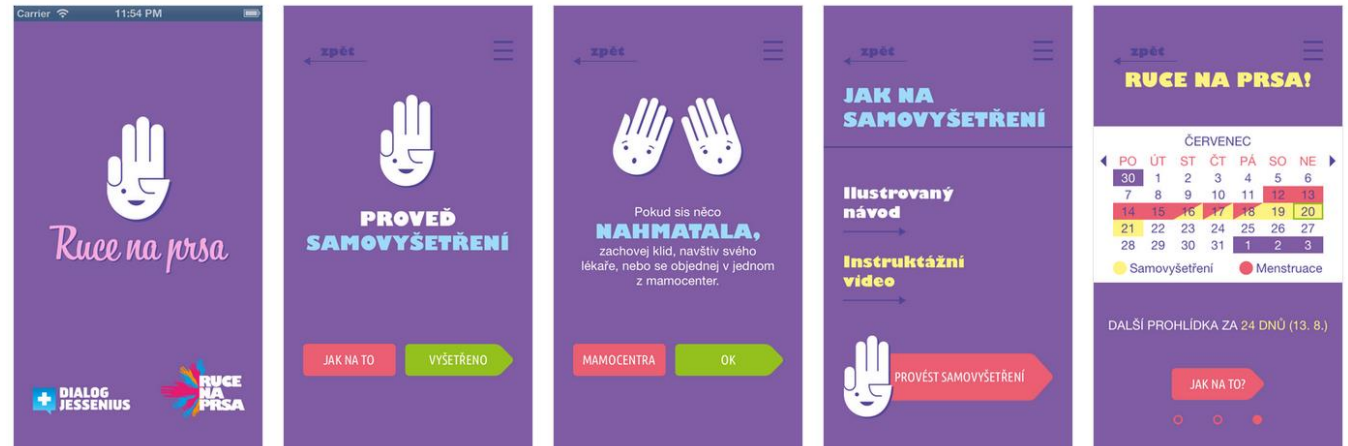 Carrier 11:54 PM
Ruce na prsa
DIALOG
JESSENIUS
RUCE
NA
PRSA
zpět
PROVEĎ
SAMOVYŠETŘENÍ
JAK NA TO
VYŠETŘENO
zpět
Pokud sis něco
NAHMATALA,
zachovej klid, navštiv svého
lékaře, nebo se objednej v jednom
z mamocenter.
MAMOCENTRA
OK
zpět
JAK NA
SAMOVYŠETŘENÍ
Ilustrovaný
návod
Instruktážní
video
PROVÉST SAMOVYŠETŘENÍ
zpět
RUCE NA PRSA!
ČERVENEC
PO ÚT ST ČT PÁ SO NE
30 1 2 3 4 5 6
7 8 9 10 11 12 13
14 15 16 17 18 19 20
21 22 23 24 25 26 27
28 29 30 31 1 2 3
Samovyšetření Menstruace
DALŠÍ PROHLÍDKA ZA 24 DNŮ (13. 8.)
JAK NA TO?